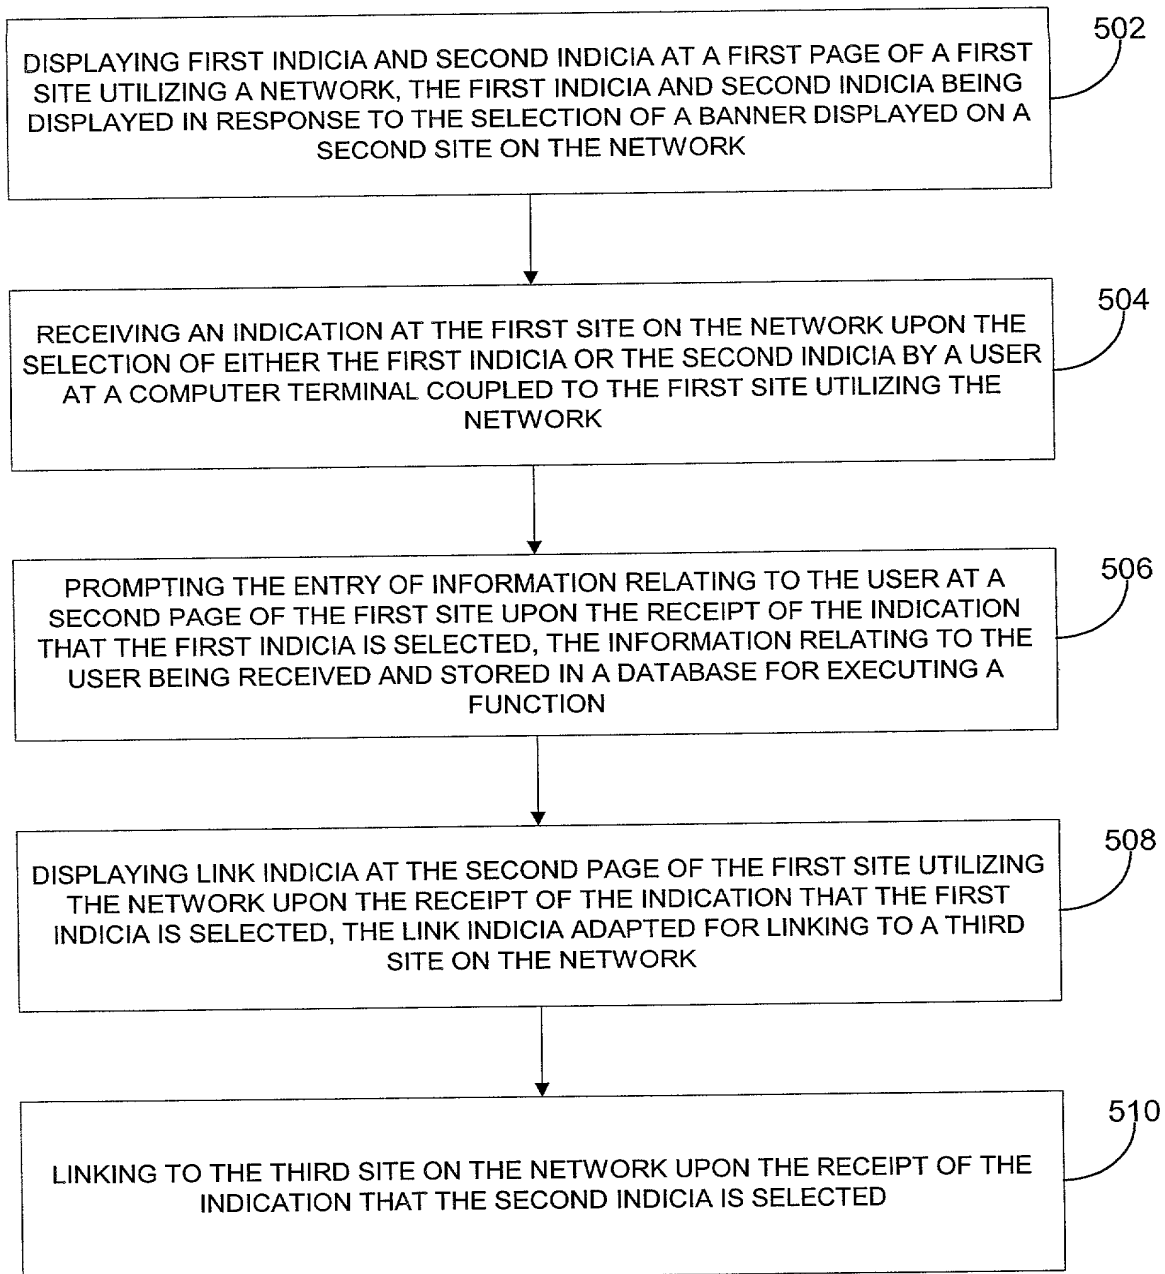 502
DISPLAYING FIRST INDICIA AND SECOND INDICIA AT A FIRST PAGE OF A FIRST
SITE UTILIZING A NETWORK, THE FIRST INDICIA AND SECOND INDICIA BEING
DISPLAYED IN RESPONSE TO THE SELECTION OF A BANNER DISPLAYED ON A
SECOND SITE ON THE NETWORK
504
RECEIVING AN INDICATION AT THE FIRST SITE ON THE NETWORK UPON THE
SELECTION OF EITHER THE FIRST INDICIA OR THE SECOND INDICIA BY A USER
AT A COMPUTER TERMINAL COUPLED TO THE FIRST SITE UTILIZING THE
NETWORK
506
PROMPTING THE ENTRY OF INFORMATION RELATING TO THE USER AT A
SECOND PAGE OF THE FIRST SITE UPON THE RECEIPT OF THE INDICATION
THAT THE FIRST INDICIA IS SELECTED, THE INFORMATION RELATING TO THE
USER BEING RECEIVED AND STORED IN A DATABASE FOR EXECUTING A
FUNCTION
508
DISPLAYING LINK INDICIA AT THE SECOND PAGE OF THE FIRST SITE UTILIZING
THE NETWORK UPON THE RECEIPT OF THE INDICATION THAT THE FIRST
INDICIA IS SELECTED, THE LINK INDICIA ADAPTED FOR LINKING TO A THIRD
SITE ON THE NETWORK
510
LINKING TO THE THIRD SITE ON THE NETWORK UPON THE RECEIPT OF THE
INDICATION THAT THE SECOND INDICIA IS SELECTED.